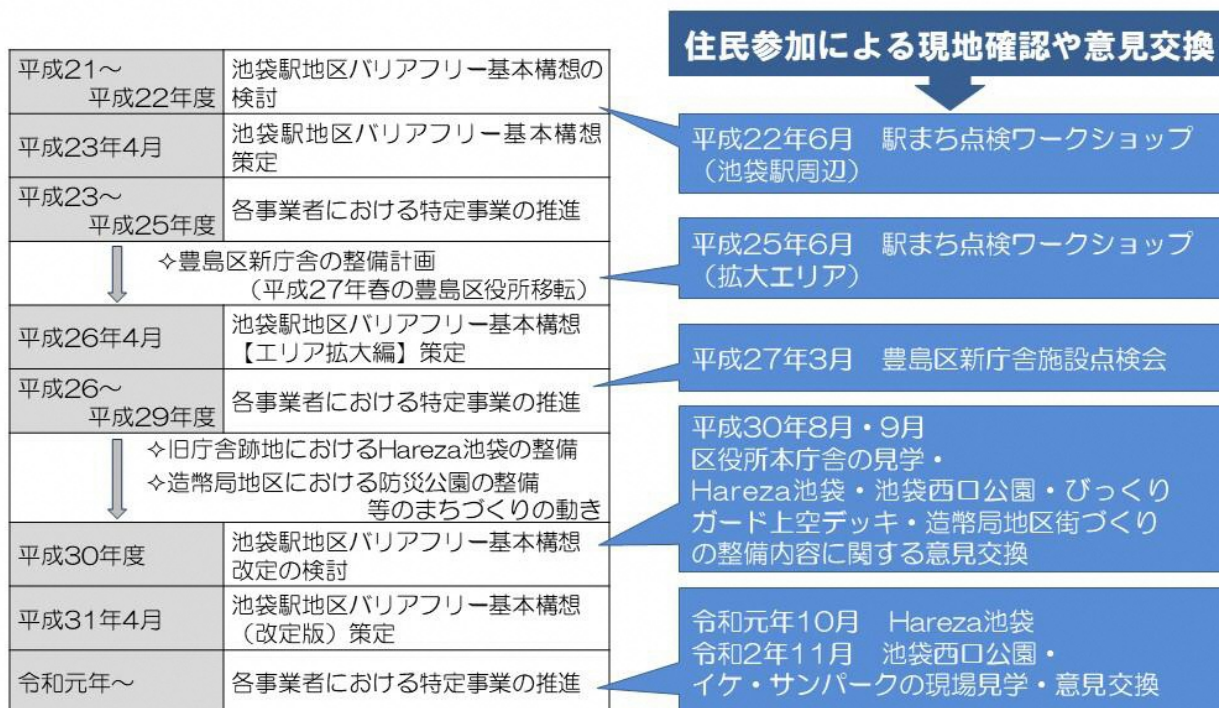 住民参加による現地確認や意見交換
平成21～
平成22年度
池袋駅地区バリアフリー基本構想の
検討
平成23年4月
池袋駅地区バリアフリー基本構想
策定
平成23～
平成25年度
各事業者における特定事業の推進
✧豊島区新庁舎の整備計画
（平成27年春の豊島区役所移転）
平成26年4月
池袋駅地区バリアフリー基本構想
【エリア拡大編】策定
平成26～
平成29年度
各事業者における特定事業の推進
✧旧庁舎跡地におけるHareza池袋の整備
✧造幣局地区における防災公園の整備
等のまちづくりの動き
平成30年度
池袋駅地区バリアフリー基本構想
改定の検討
平成31年4月
池袋駅地区バリアフリー基本構想
（改定版）策定
令和元年～
各事業者における特定事業の推進
平成22年6月　駅まち点検ワークショップ
（池袋駅周辺）
平成25年6月　駅まち点検ワークショップ
（拡大エリア）
平成27年3月　豊島区新庁舎施設点検会
平成30年8月・9月
区役所本庁舎の見学・
Hareza池袋・池袋西口公園・びっくり
ガード上空デッキ・造幣局地区街づくり
の整備内容に関する意見交換
令和元年10月　Hareza池袋
令和2年11月　池袋西口公園・
イケ・サンパークの現場見学・意見交換